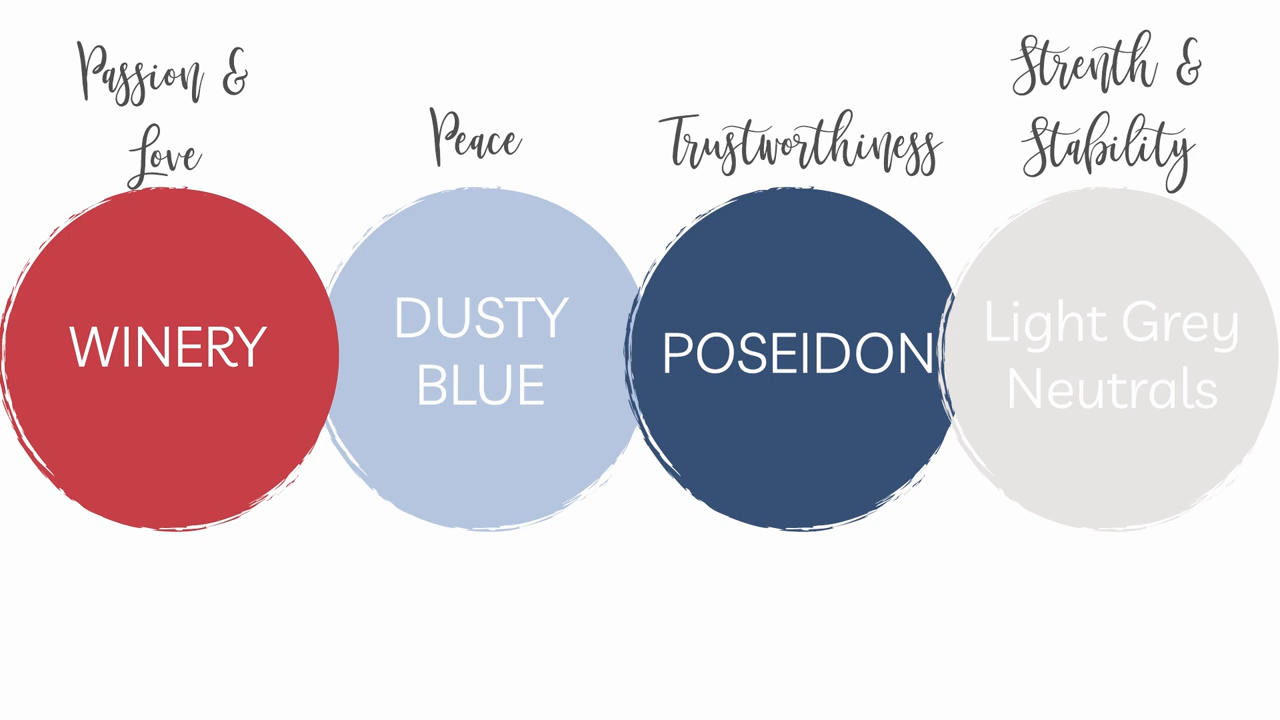 Passion &
Love
Peace
Trustworthiness
Strenth &
Stability
WINERY
DUSTY
BLUE
POSEIDON
Light Grey
Neutrals